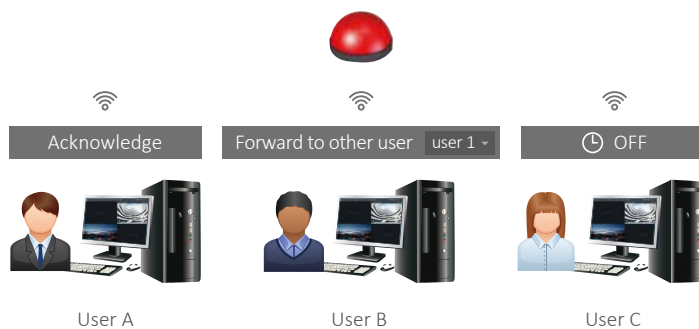 Acknowledge
Forward to other user user 1
OFF
User A
User B
User C